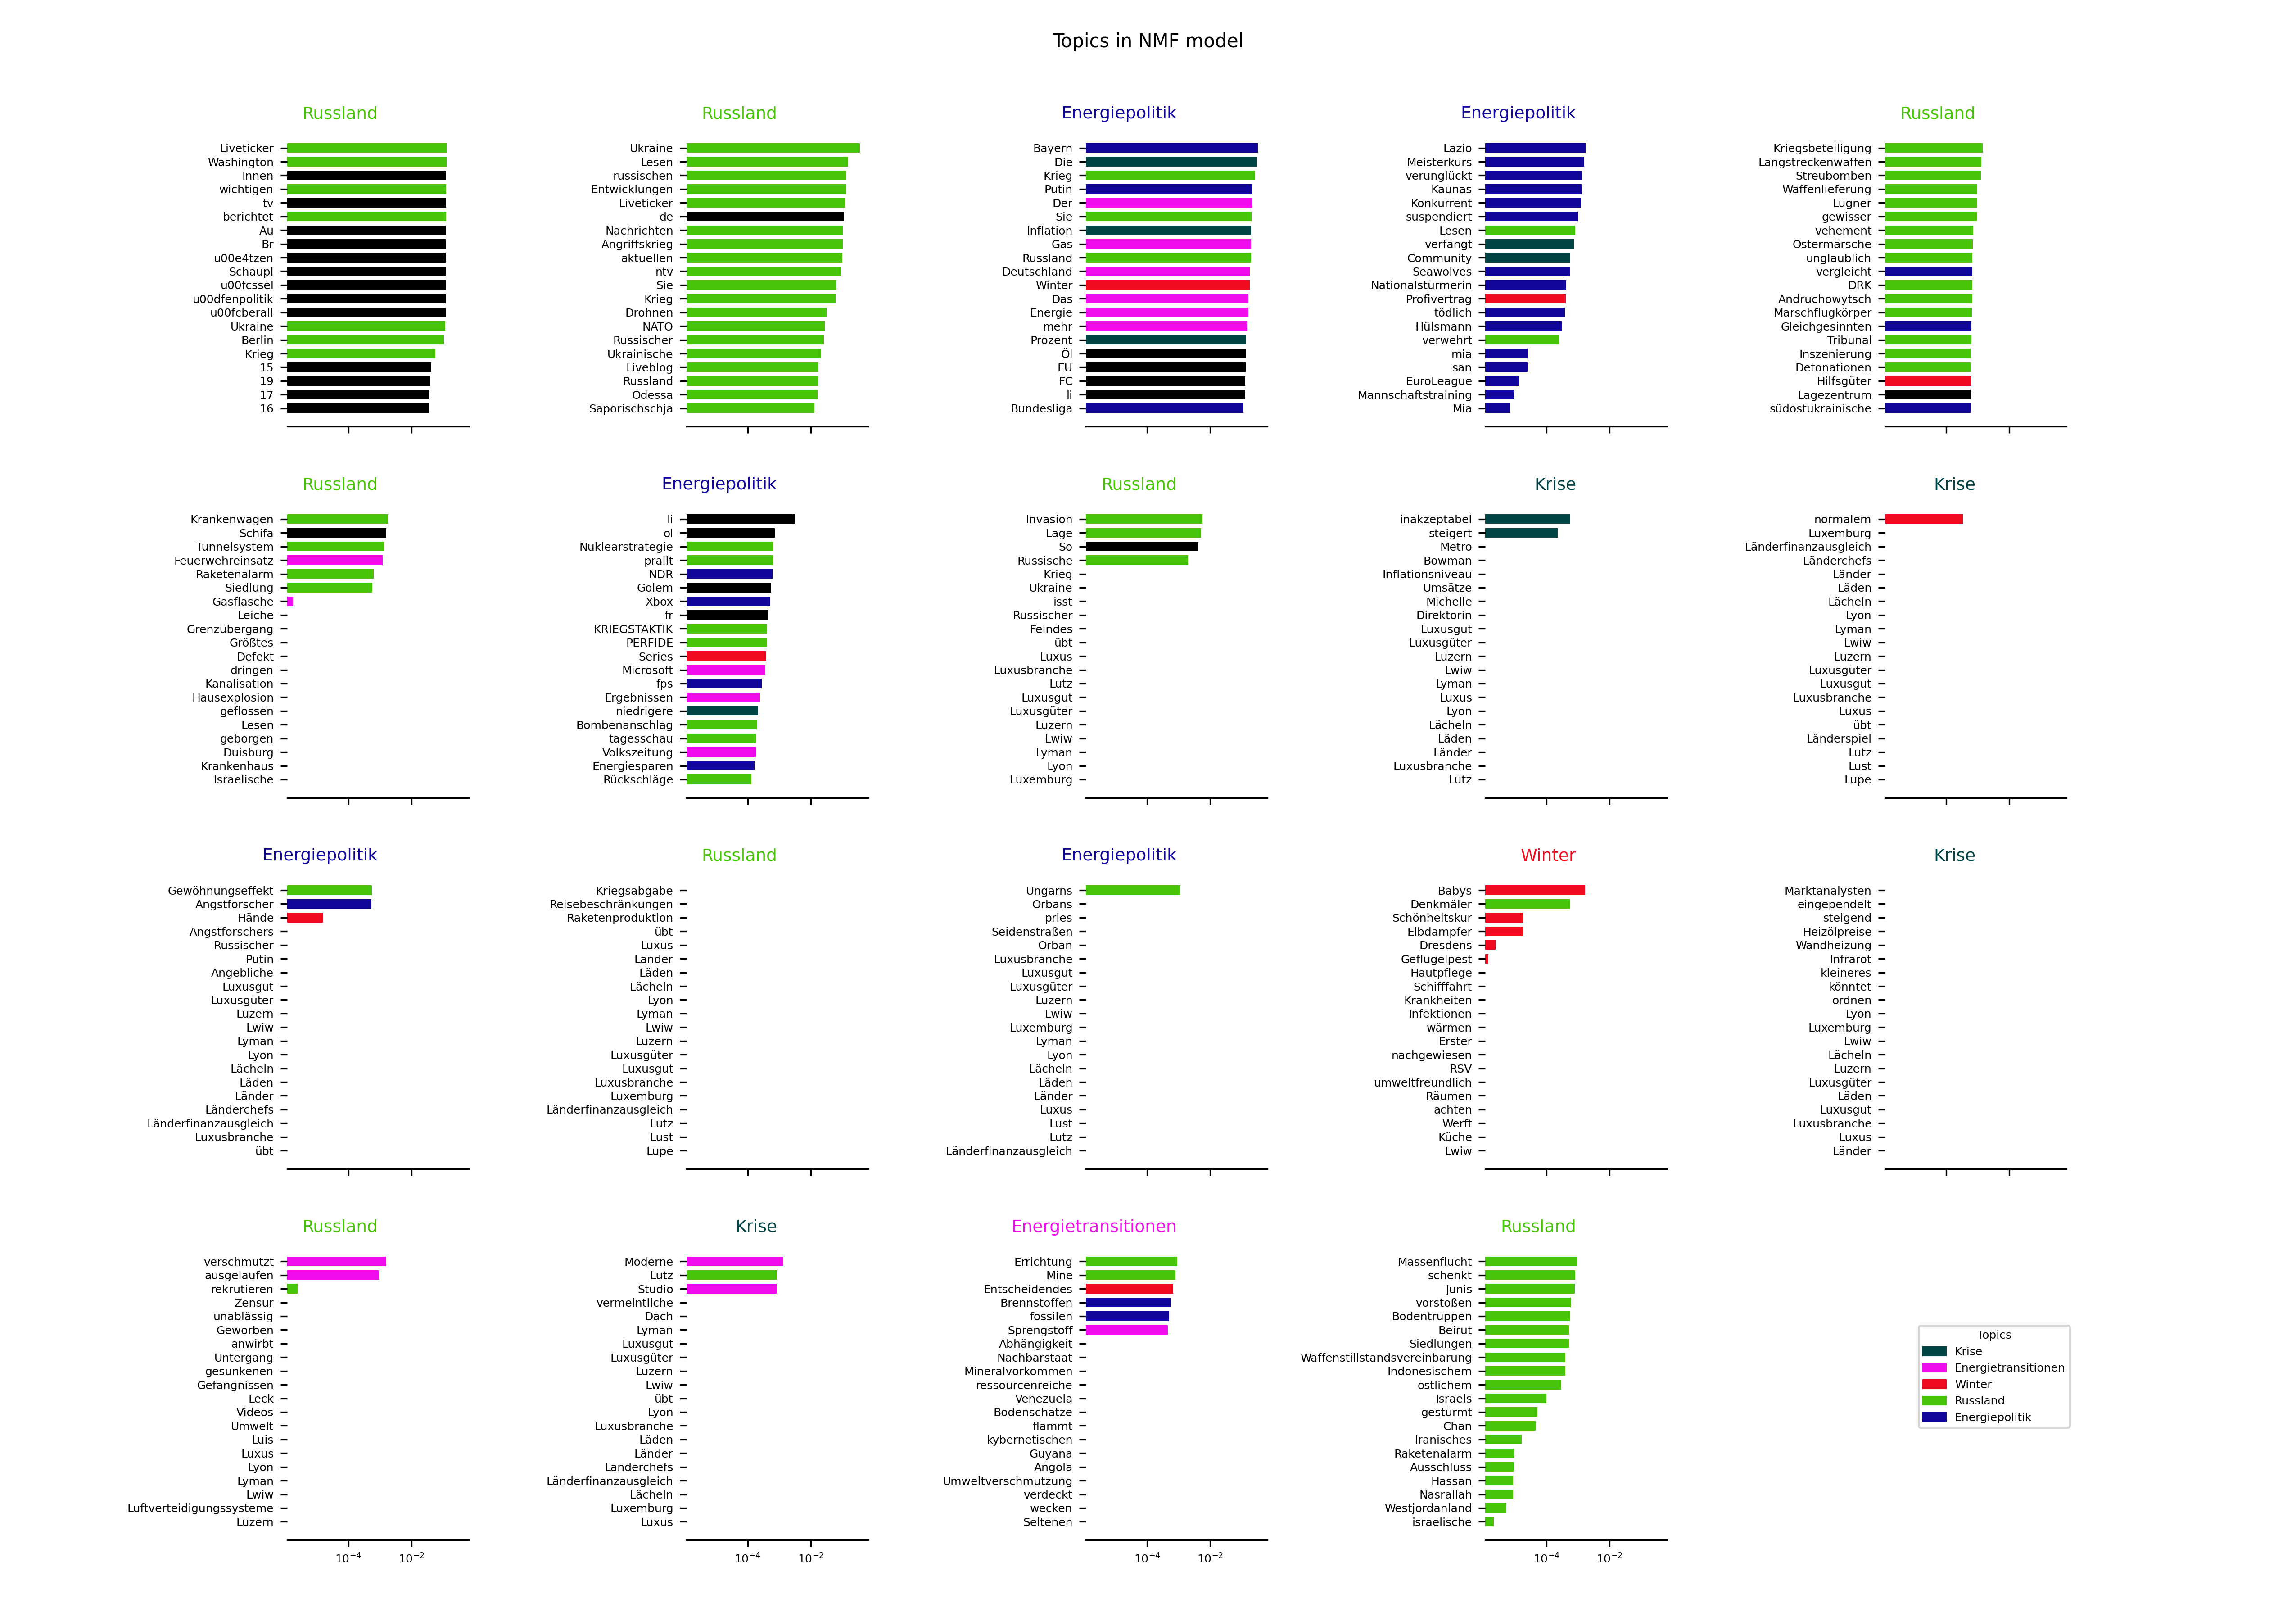 Topics in NMF model
Russland
Liveticker
Washington
Innen
wichtigen
tv
berichtet
Au
Br
u00e4tzen
Schaupl
u00fcssel
u00dfenpolitik
u00fcberall
Ukraine
Berlin
Krieg
15
19
17
16
Russland
Ukraine
Lesen
russischen
Entwicklungen
Liveticker
de
Nachrichten
Angriffskrieg
aktuellen
ntv
Sie
Krieg
Drohnen
NATO
Russischer
Ukrainische
Liveblog
Russland
Odessa
Saporischschja
Energiepolitik
Bayern
Die
Krieg
Putin
Der
Sie
Inflation
Gas
Russland
Deutschland
Winter
Das
Energie
mehr
Prozent
Öl
EU
FC
li
Bundesliga
Energiepolitik
Lazio
Meisterkurs
verunglückt
Kaunas
Konkurrent
suspendiert
Lesen
verfängt
Community
Seawolves
Nationalstürmerin
Profivertrag
tödlich
Hülsmann
verwehrt
mia
san
EuroLeague
Mannschaftstraining
Mia
Russland
Kriegsbeteiligung
Langstreckenwaffen
Streubomben
Waffenlieferung
Lügner
gewisser
vehement
Ostermärsche
unglaublich
vergleicht
DRK
Andruchowytsch
Marschflugkörper
Gleichgesinnten
Tribunal
Inszenierung
Detonationen
Hilfsgüter
Lagezentrum
südostukrainische
Russland
Krankenwagen
Schifa
Tunnelsystem
Feuerwehreinsatz
Raketenalarm
Siedlung
Gasflasche
Leiche
Grenzübergang
Größtes
Defekt
dringen
Kanalisation
Hausexplosion
geflossen
Lesen
geborgen
Duisburg
Krankenhaus
Israelische
Energiepolitik
li
ol
Nuklearstrategie
prallt
NDR
Golem
Xbox
fr
KRIEGSTAKTIK
PERFIDE
Series
Microsoft
fps
Ergebnissen
niedrigere
Bombenanschlag
tagesschau
Volkszeitung
Energiesparen
Rückschläge
Russland
Invasion
Lage
So
Russische
Krieg
Ukraine
isst
Russischer
Feindes
übt
Luxus
Luxusbranche
Lutz
Luxusgut
Luxusgüter
Luzern
Lwiw
Lyman
Lyon
Luxemburg
Krise
inakzeptabel
steigert
Metro
Bowman
Inflationsniveau
Umsätze
Michelle
Direktorin
Luxusgut
Luxusgüter
Luzern
Lwiw
Lyman
Luxus
Lyon
Lächeln
Läden
Länder
Luxusbranche
Lutz
Krise
normalem
Luxemburg
Länderfinanzausgleich
Länderchefs
Länder
Läden
Lächeln
Lyon
Lyman
Lwiw
Luzern
Luxusgüter
Luxusgut
Luxusbranche
Luxus
übt
Länderspiel
Lutz
Lust
Lupe
Energiepolitik
Gewöhnungseffekt
Angstforscher
Hände
Angstforschers
Russischer
Putin
Angebliche
Luxusgut
Luxusgüter
Luzern
Lwiw
Lyman
Lyon
Lächeln
Läden
Länder
Länderchefs
Länderfinanzausgleich
Luxusbranche
übt
Russland
Kriegsabgabe
Reisebeschränkungen
Raketenproduktion
übt
Luxus
Länder
Läden
Lächeln
Lyon
Lyman
Lwiw
Luzern
Luxusgüter
Luxusgut
Luxusbranche
Luxemburg
Länderfinanzausgleich
Lutz
Lust
Lupe
Energiepolitik
Ungarns
Orbans
pries
Seidenstraßen
Orban
Luxusbranche
Luxusgut
Luxusgüter
Luzern
Lwiw
Luxemburg
Lyman
Lyon
Lächeln
Läden
Länder
Luxus
Lust
Lutz
Länderfinanzausgleich
Winter
Babys
Denkmäler
Schönheitskur
Elbdampfer
Dresdens
Geflügelpest
Hautpflege
Schifffahrt
Krankheiten
Infektionen
wärmen
Erster
nachgewiesen
RSV
umweltfreundlich
Räumen
achten
Werft
Küche
Lwiw
Krise
Marktanalysten
eingependelt
steigend
Heizölpreise
Wandheizung
Infrarot
kleineres
könntet
ordnen
Lyon
Luxemburg
Lwiw
Lächeln
Luzern
Luxusgüter
Läden
Luxusgut
Luxusbranche
Luxus
Länder
Russland
verschmutzt
ausgelaufen
rekrutieren
Zensur
unablässig
Geworben
anwirbt
Untergang
gesunkenen
Gefängnissen
Leck
Videos
Umwelt
Luis
Luxus
Lyon
Lyman
Lwiw
Luftverteidigungssysteme
Luzern
10⁻⁴ 10⁻²
Krise
Moderne
Lutz
Studio
vermeintliche
Dach
Lyman
Luxusgut
Luxusgüter
Luzern
Lwiw
übt
Lyon
Luxusbranche
Läden
Länder
Länderchefs
Länderfinanzausgleich
Lächeln
Luxemburg
Luxus
10⁻⁴ 10⁻²
Energietransitionen
Errichtung
Mine
Entscheidendes
Brennstoffen
fossilen
Sprengstoff
Abhängigkeit
Nachbarstaat
Mineralvorkommen
ressourcenreiche
Venezuela
Bodenschätze
flammt
kybernetischen
Guyana
Angola
Umweltverschmutzung
verdeckt
wecken
Seltenen
10⁻⁴ 10⁻²
Russland
Massenflucht
schenkt
Junis
vorstoßen
Bodentruppen
Beirut
Siedlungen
Waffenstillstandsvereinbarung
Indonesischem
östlichem
Israels
gestürmt
Chan
Iranisches
Raketenalarm
Ausschluss
Hassan
Nasrallah
Westjordanland
israelische
10⁻⁴ 10⁻²
Topics
Krise
Energietransitionen
Winter
Russland
Energiepolitik